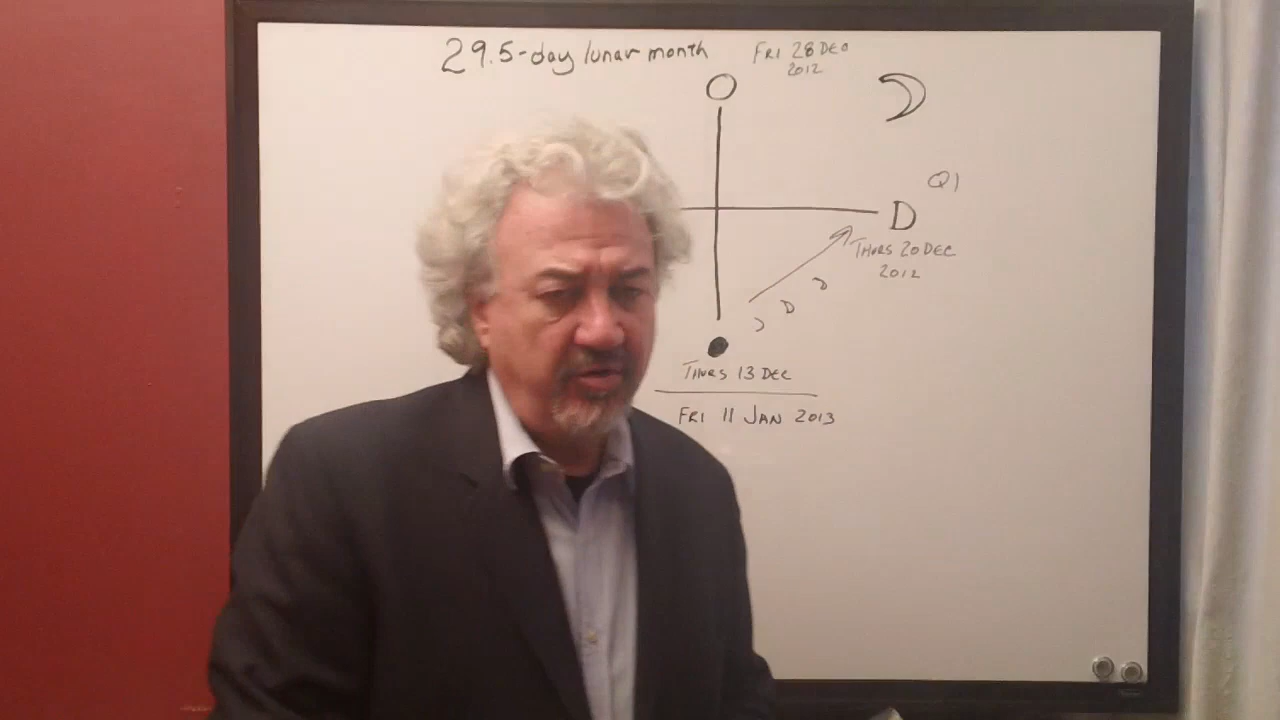 29.5-day lunar month
FRI 28 DEC
2012
Q1
D
THURS 20 DEC
2012
THURS 13 DEC
FRI 11 JAN 2013